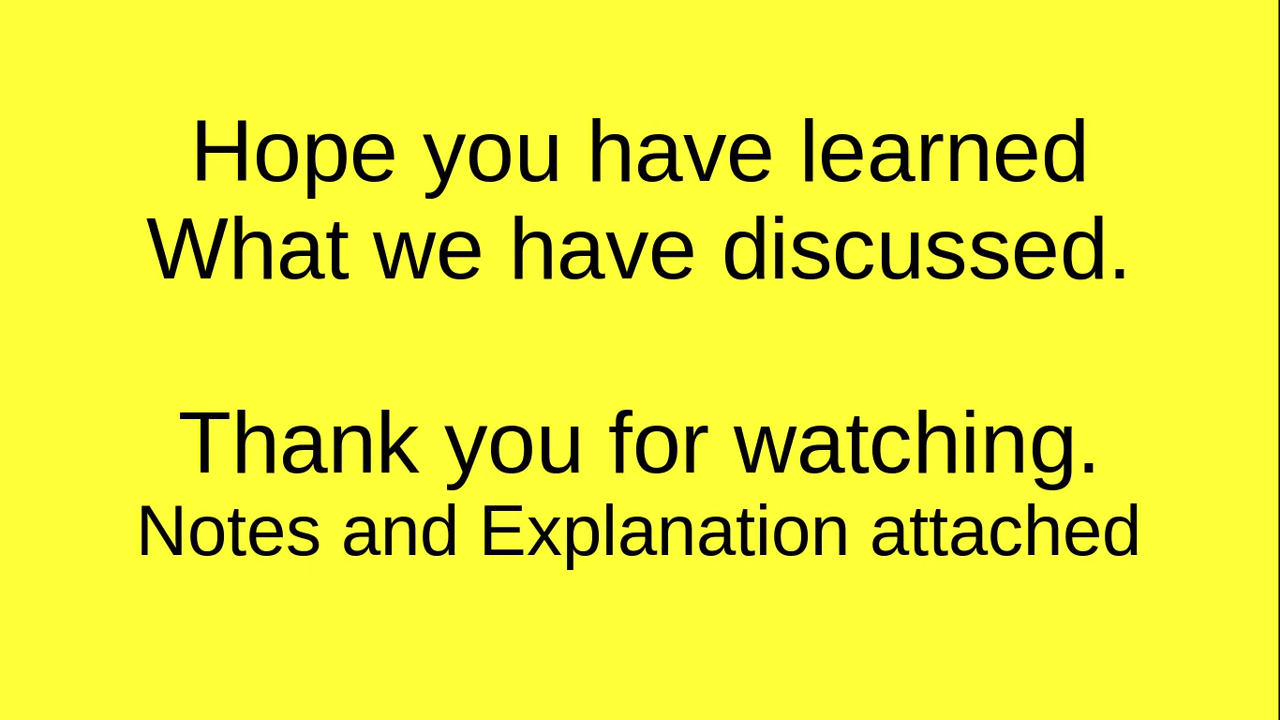 Hope you have learned
What we have discussed.
Thank you for watching.
Notes and Explanation attached